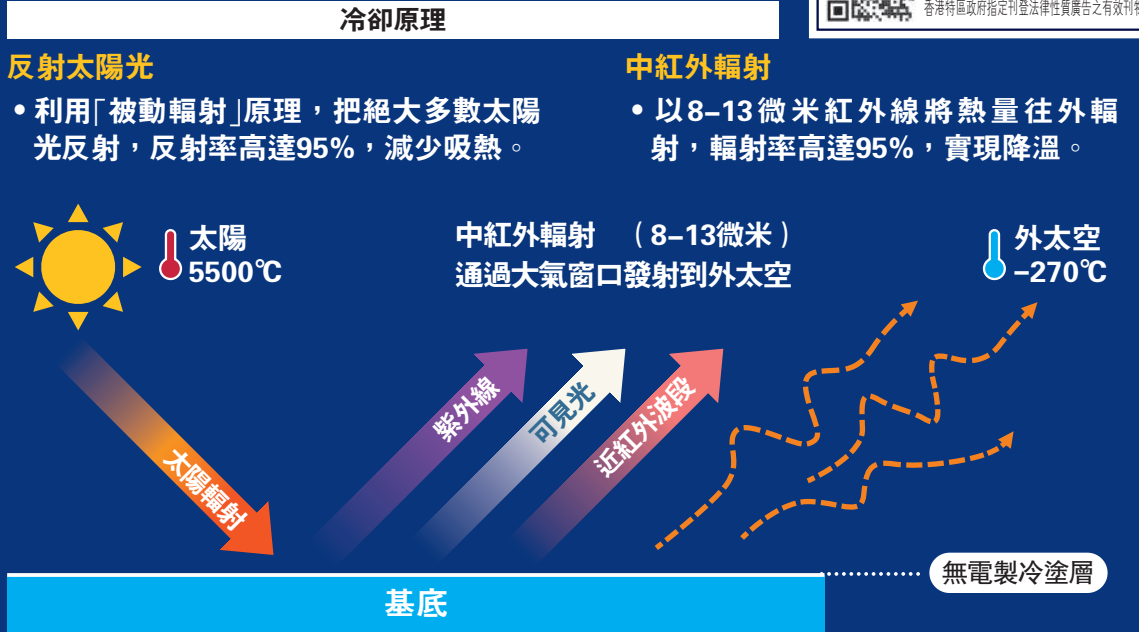 香港特區政府指定刊登法律性質廣告之有效刊物
冷卻原理
反射太陽光
• 利用「被動輻射」原理，把絕大多數太陽
光反射，反射率高達95%，減少吸熱。
中紅外輻射
• 以8–13微米紅外線將熱量往外輻
射，輻射率高達95%，實現降溫。
太陽
5500℃
中紅外輻射 （8–13微米）
通過大氣窗口發射到外太空
外太空
–270℃
太陽輻射
紫外線
可見光
近紅外波段
無電製冷塗層
基底